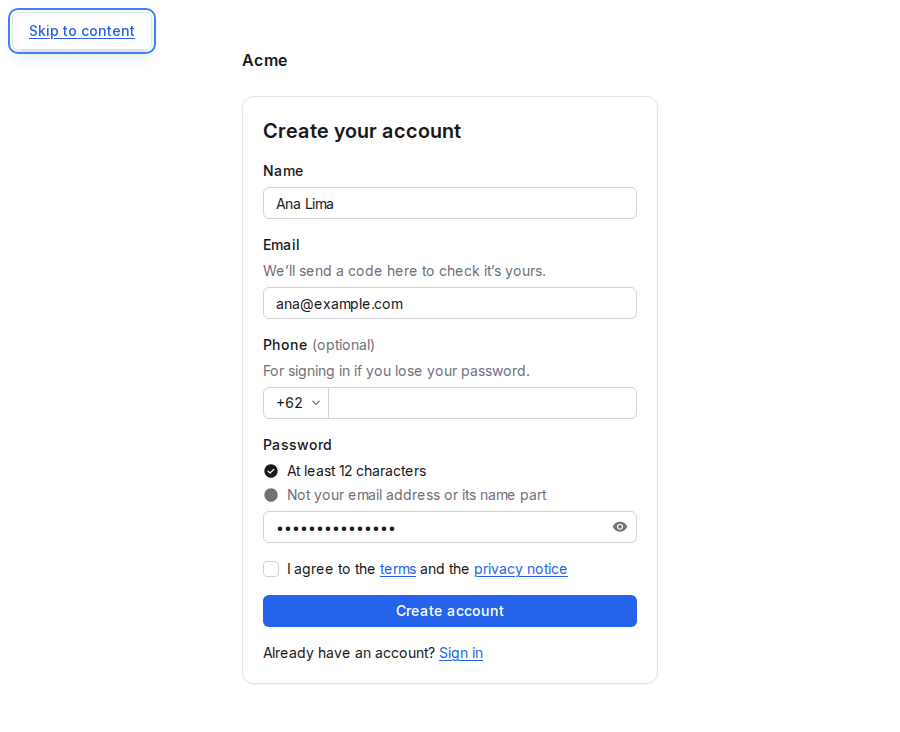 Skip to content
Acme
Create your account
Name
Ana Lima
Email
We’ll send a code here to check it’s yours.
ana@example.com
Phone (optional)
For signing in if you lose your password.
+62
Password
At least 12 characters
Not your email address or its name part
•••••••••••••••
I agree to the terms and the privacy notice
Create account
Already have an account? Sign in